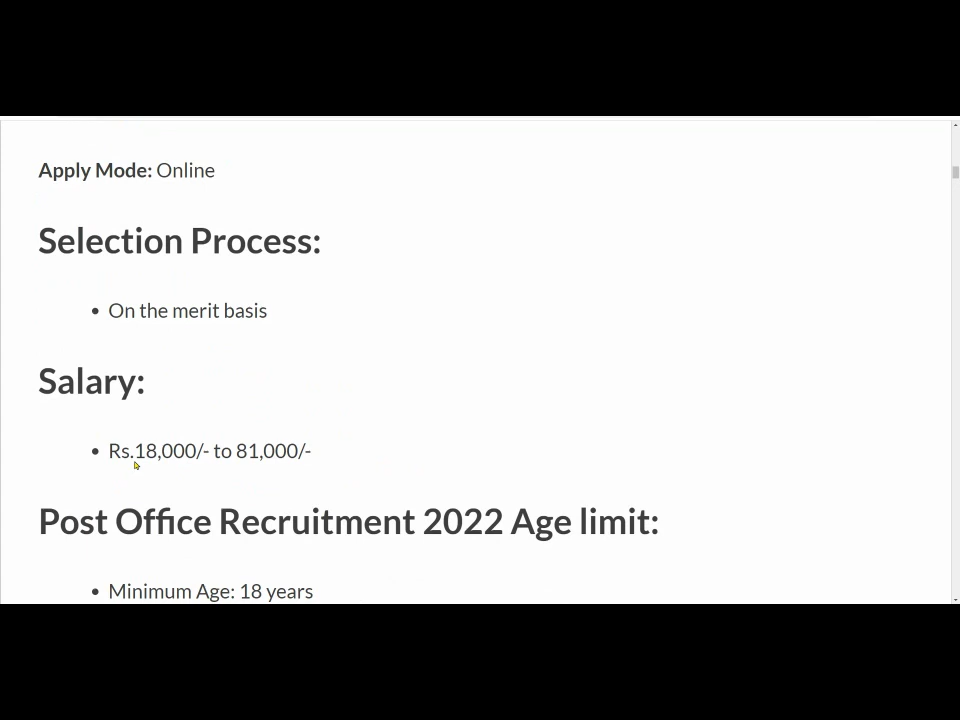 Apply Mode: Online
Selection Process:
• On the merit basis
Salary:
• Rs.18,000/- to 81,000/-
Post Office Recruitment 2022 Age limit:
• Minimum Age: 18 years